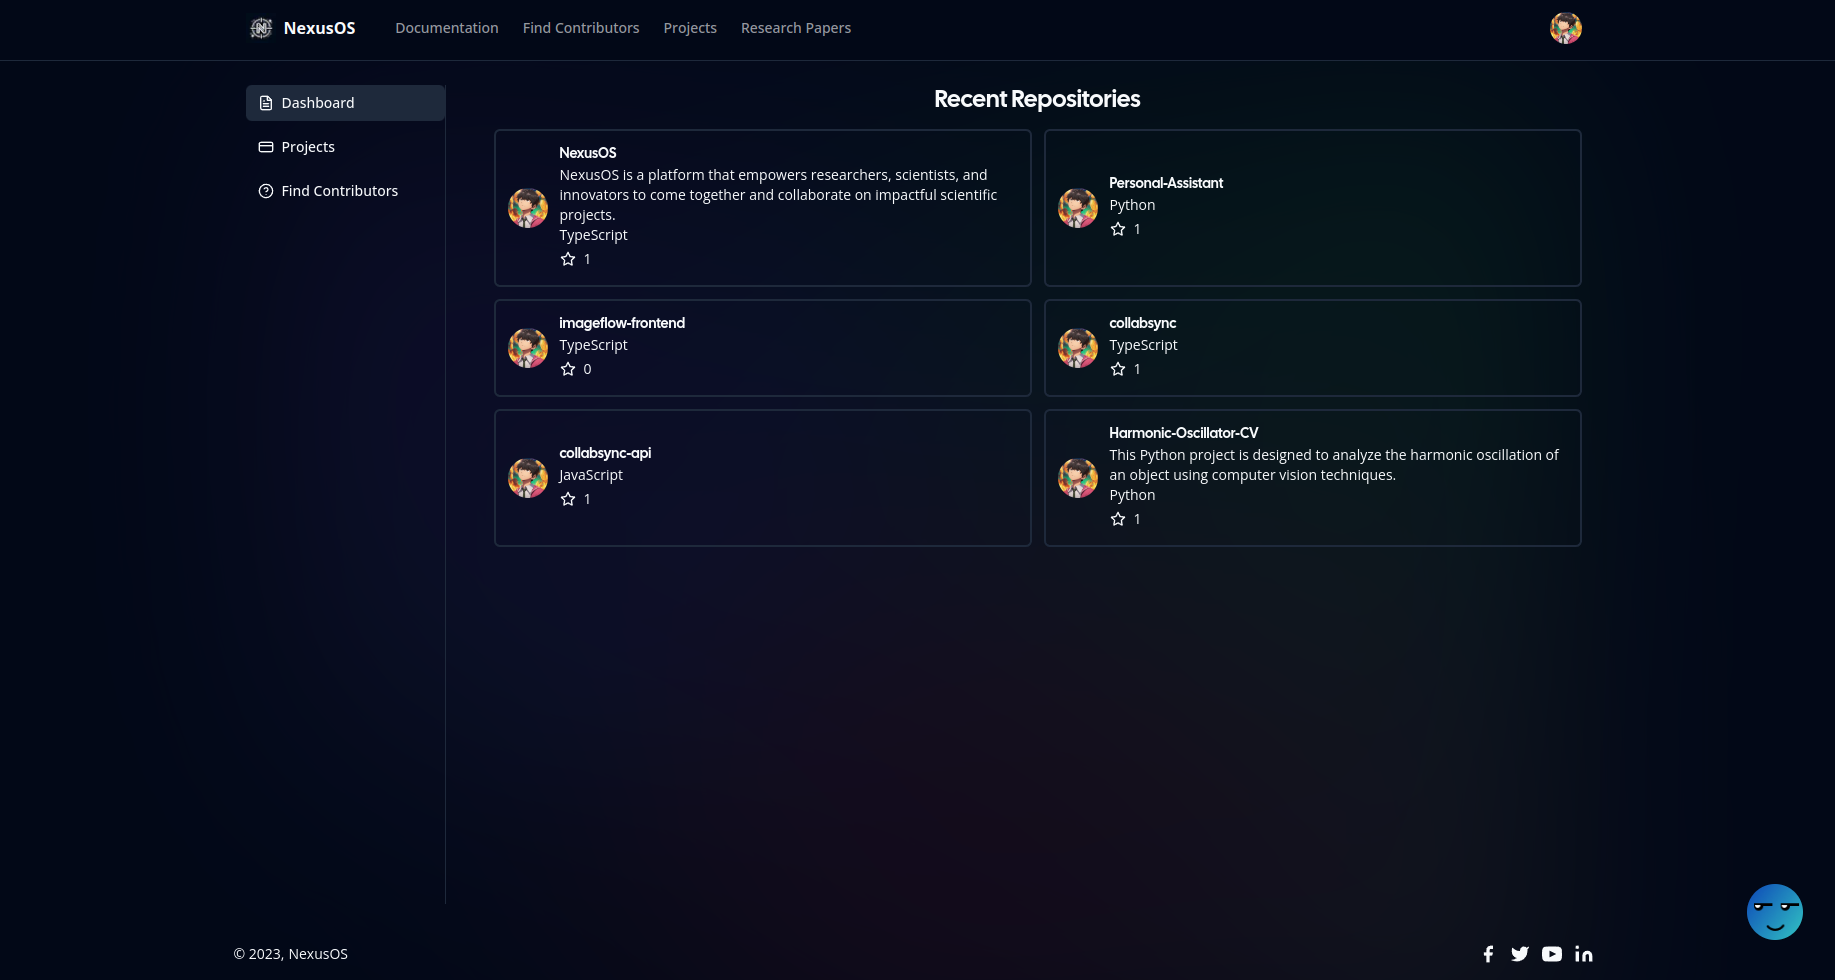 NexusOS
Documentation
Find Contributors
Projects
Research Papers
Dashboard
Projects
Find Contributors
Recent Repositories
NexusOS
NexusOS is a platform that empowers researchers, scientists, and
innovators to come together and collaborate on impactful scientific
projects.
TypeScript
1
Personal-Assistant
Python
1
imageflow-frontend
TypeScript
0
collabsync
TypeScript
1
collabsync-api
JavaScript
1
Harmonic-Oscillator-CV
This Python project is designed to analyze the harmonic oscillation of
an object using computer vision techniques.
Python
1
© 2023, NexusOS